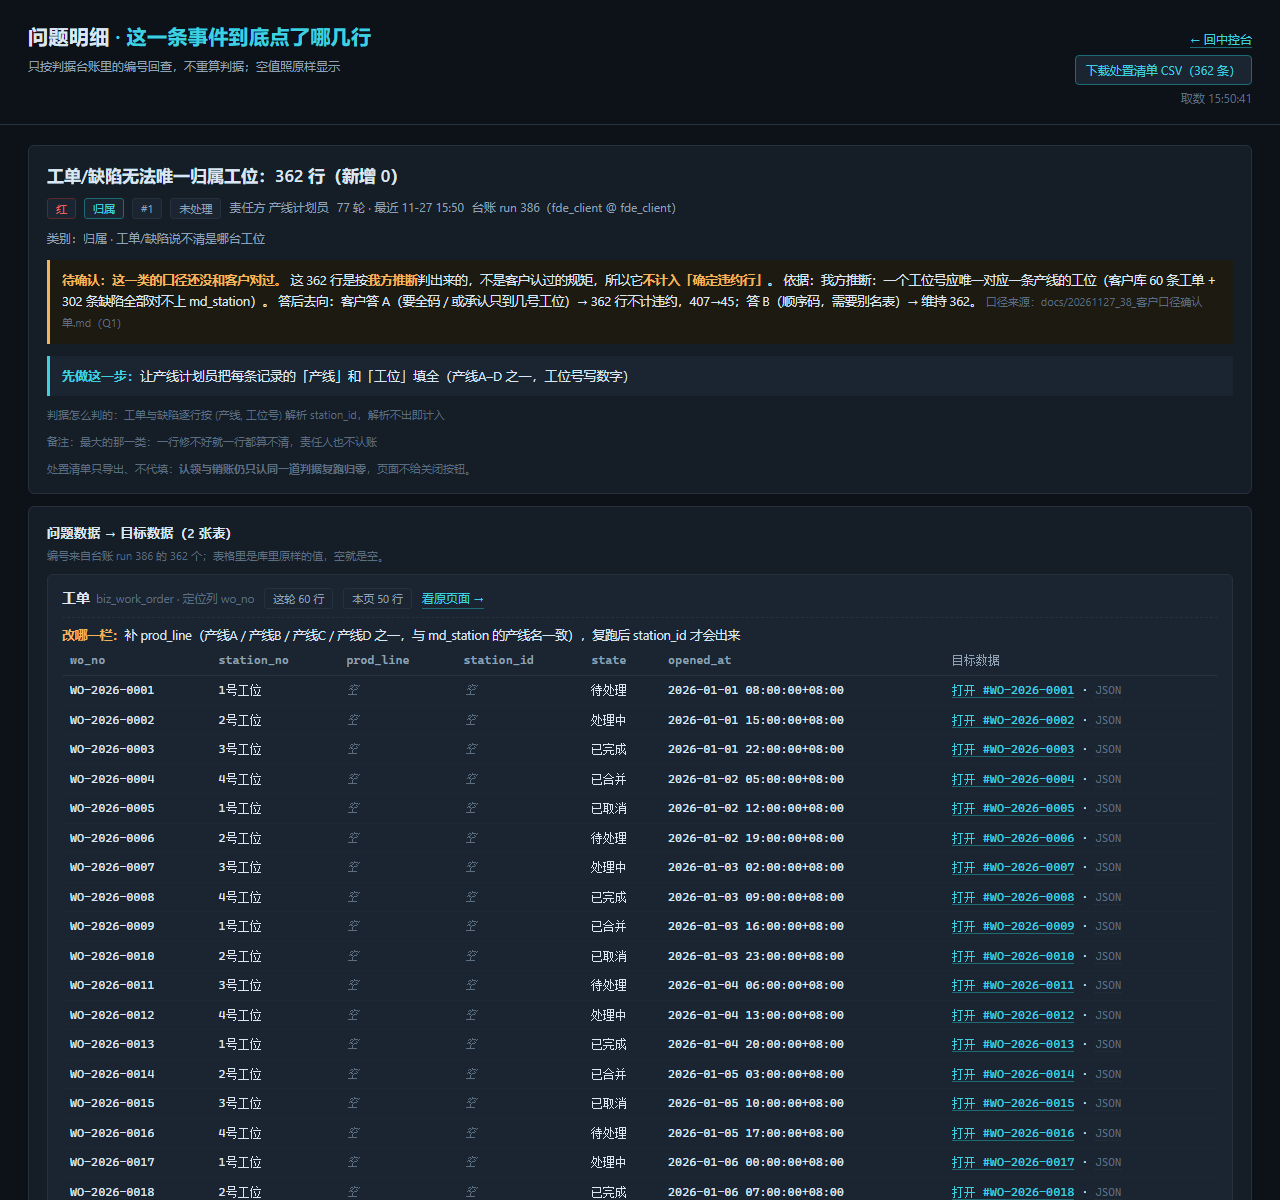 问题明细 · 这一条事件到底点了哪几行
只按判据台账里的编号回查，不重算判据；空值照原样显示
← 回中控台
下载处置清单 CSV（362 条）
取数 15:50:41
工单/缺陷无法唯一归属工位：362 行（新增 0）
红 归属 #1 未处理 责任方 产线计划员 77 轮 · 最近 11-27 15:50 台账 run 386（fde_client @ fde_client）
类别：归属 · 工单/缺陷说不清是哪台工位
待确认：这一类的口径还没和客户对过。 这 362 行是按我方推断判出来的，不是客户认过的规矩，所以它不计入「确定违约行」。 依据：我方推断：一个工位号应唯一对应一条产线的工位（客户库 60 条工单 +
302 条缺陷全部对不上 md_station）。 答后去向：客户答 A（要全码 / 或承认只到几号工位）→ 362 行不计违约，407→45；答 B（顺序码，需要别名表）→ 维持 362。 口径来源：docs/20261127_38_客户口径确认
单.md（Q1）
先做这一步：让产线计划员把每条记录的「产线」和「工位」填全（产线A–D 之一，工位号写数字）
判据怎么判的：工单与缺陷逐行按 (产线, 工位号) 解析 station_id，解析不出即计入
备注：最大的那一类：一行修不好就一行都算不清，责任人也不认账
处置清单只导出、不代填：认领与销账仍只认同一道判据复跑归零，页面不给关闭按钮。
问题数据 → 目标数据（2 张表）
编号来自台账 run 386 的 362 个；表格里是库里原样的值，空就是空。
工单 biz_work_order · 定位列 wo_no 这轮 60 行 本页 50 行 看原页面 →
改哪一栏：补 prod_line（产线A / 产线B / 产线C / 产线D 之一，与 md_station 的产线名一致），复跑后 station_id 才会出来
wo_no station_no prod_line station_id state opened_at 目标数据
WO-2026-0001 1号工位 空 空 待处理 2026-01-01 08:00:00+08:00 打开 #WO-2026-0001 · JSON
WO-2026-0002 2号工位 空 空 处理中 2026-01-01 15:00:00+08:00 打开 #WO-2026-0002 · JSON
WO-2026-0003 3号工位 空 空 已完成 2026-01-01 22:00:00+08:00 打开 #WO-2026-0003 · JSON
WO-2026-0004 4号工位 空 空 已合并 2026-01-02 05:00:00+08:00 打开 #WO-2026-0004 · JSON
WO-2026-0005 1号工位 空 空 已取消 2026-01-02 12:00:00+08:00 打开 #WO-2026-0005 · JSON
WO-2026-0006 2号工位 空 空 待处理 2026-01-02 19:00:00+08:00 打开 #WO-2026-0006 · JSON
WO-2026-0007 3号工位 空 空 处理中 2026-01-03 02:00:00+08:00 打开 #WO-2026-0007 · JSON
WO-2026-0008 4号工位 空 空 已完成 2026-01-03 09:00:00+08:00 打开 #WO-2026-0008 · JSON
WO-2026-0009 1号工位 空 空 已合并 2026-01-03 16:00:00+08:00 打开 #WO-2026-0009 · JSON
WO-2026-0010 2号工位 空 空 已取消 2026-01-03 23:00:00+08:00 打开 #WO-2026-0010 · JSON
WO-2026-0011 3号工位 空 空 待处理 2026-01-04 06:00:00+08:00 打开 #WO-2026-0011 · JSON
WO-2026-0012 4号工位 空 空 处理中 2026-01-04 13:00:00+08:00 打开 #WO-2026-0012 · JSON
WO-2026-0013 1号工位 空 空 已完成 2026-01-04 20:00:00+08:00 打开 #WO-2026-0013 · JSON
WO-2026-0014 2号工位 空 空 已合并 2026-01-05 03:00:00+08:00 打开 #WO-2026-0014 · JSON
WO-2026-0015 3号工位 空 空 已取消 2026-01-05 10:00:00+08:00 打开 #WO-2026-0015 · JSON
WO-2026-0016 4号工位 空 空 待处理 2026-01-05 17:00:00+08:00 打开 #WO-2026-0016 · JSON
WO-2026-0017 1号工位 空 空 处理中 2026-01-06 00:00:00+08:00 打开 #WO-2026-0017 · JSON
WO-2026-0018 2号工位 空 空 已完成 2026-01-06 07:00:00+08:00 打开 #WO-2026-0018 · JSON